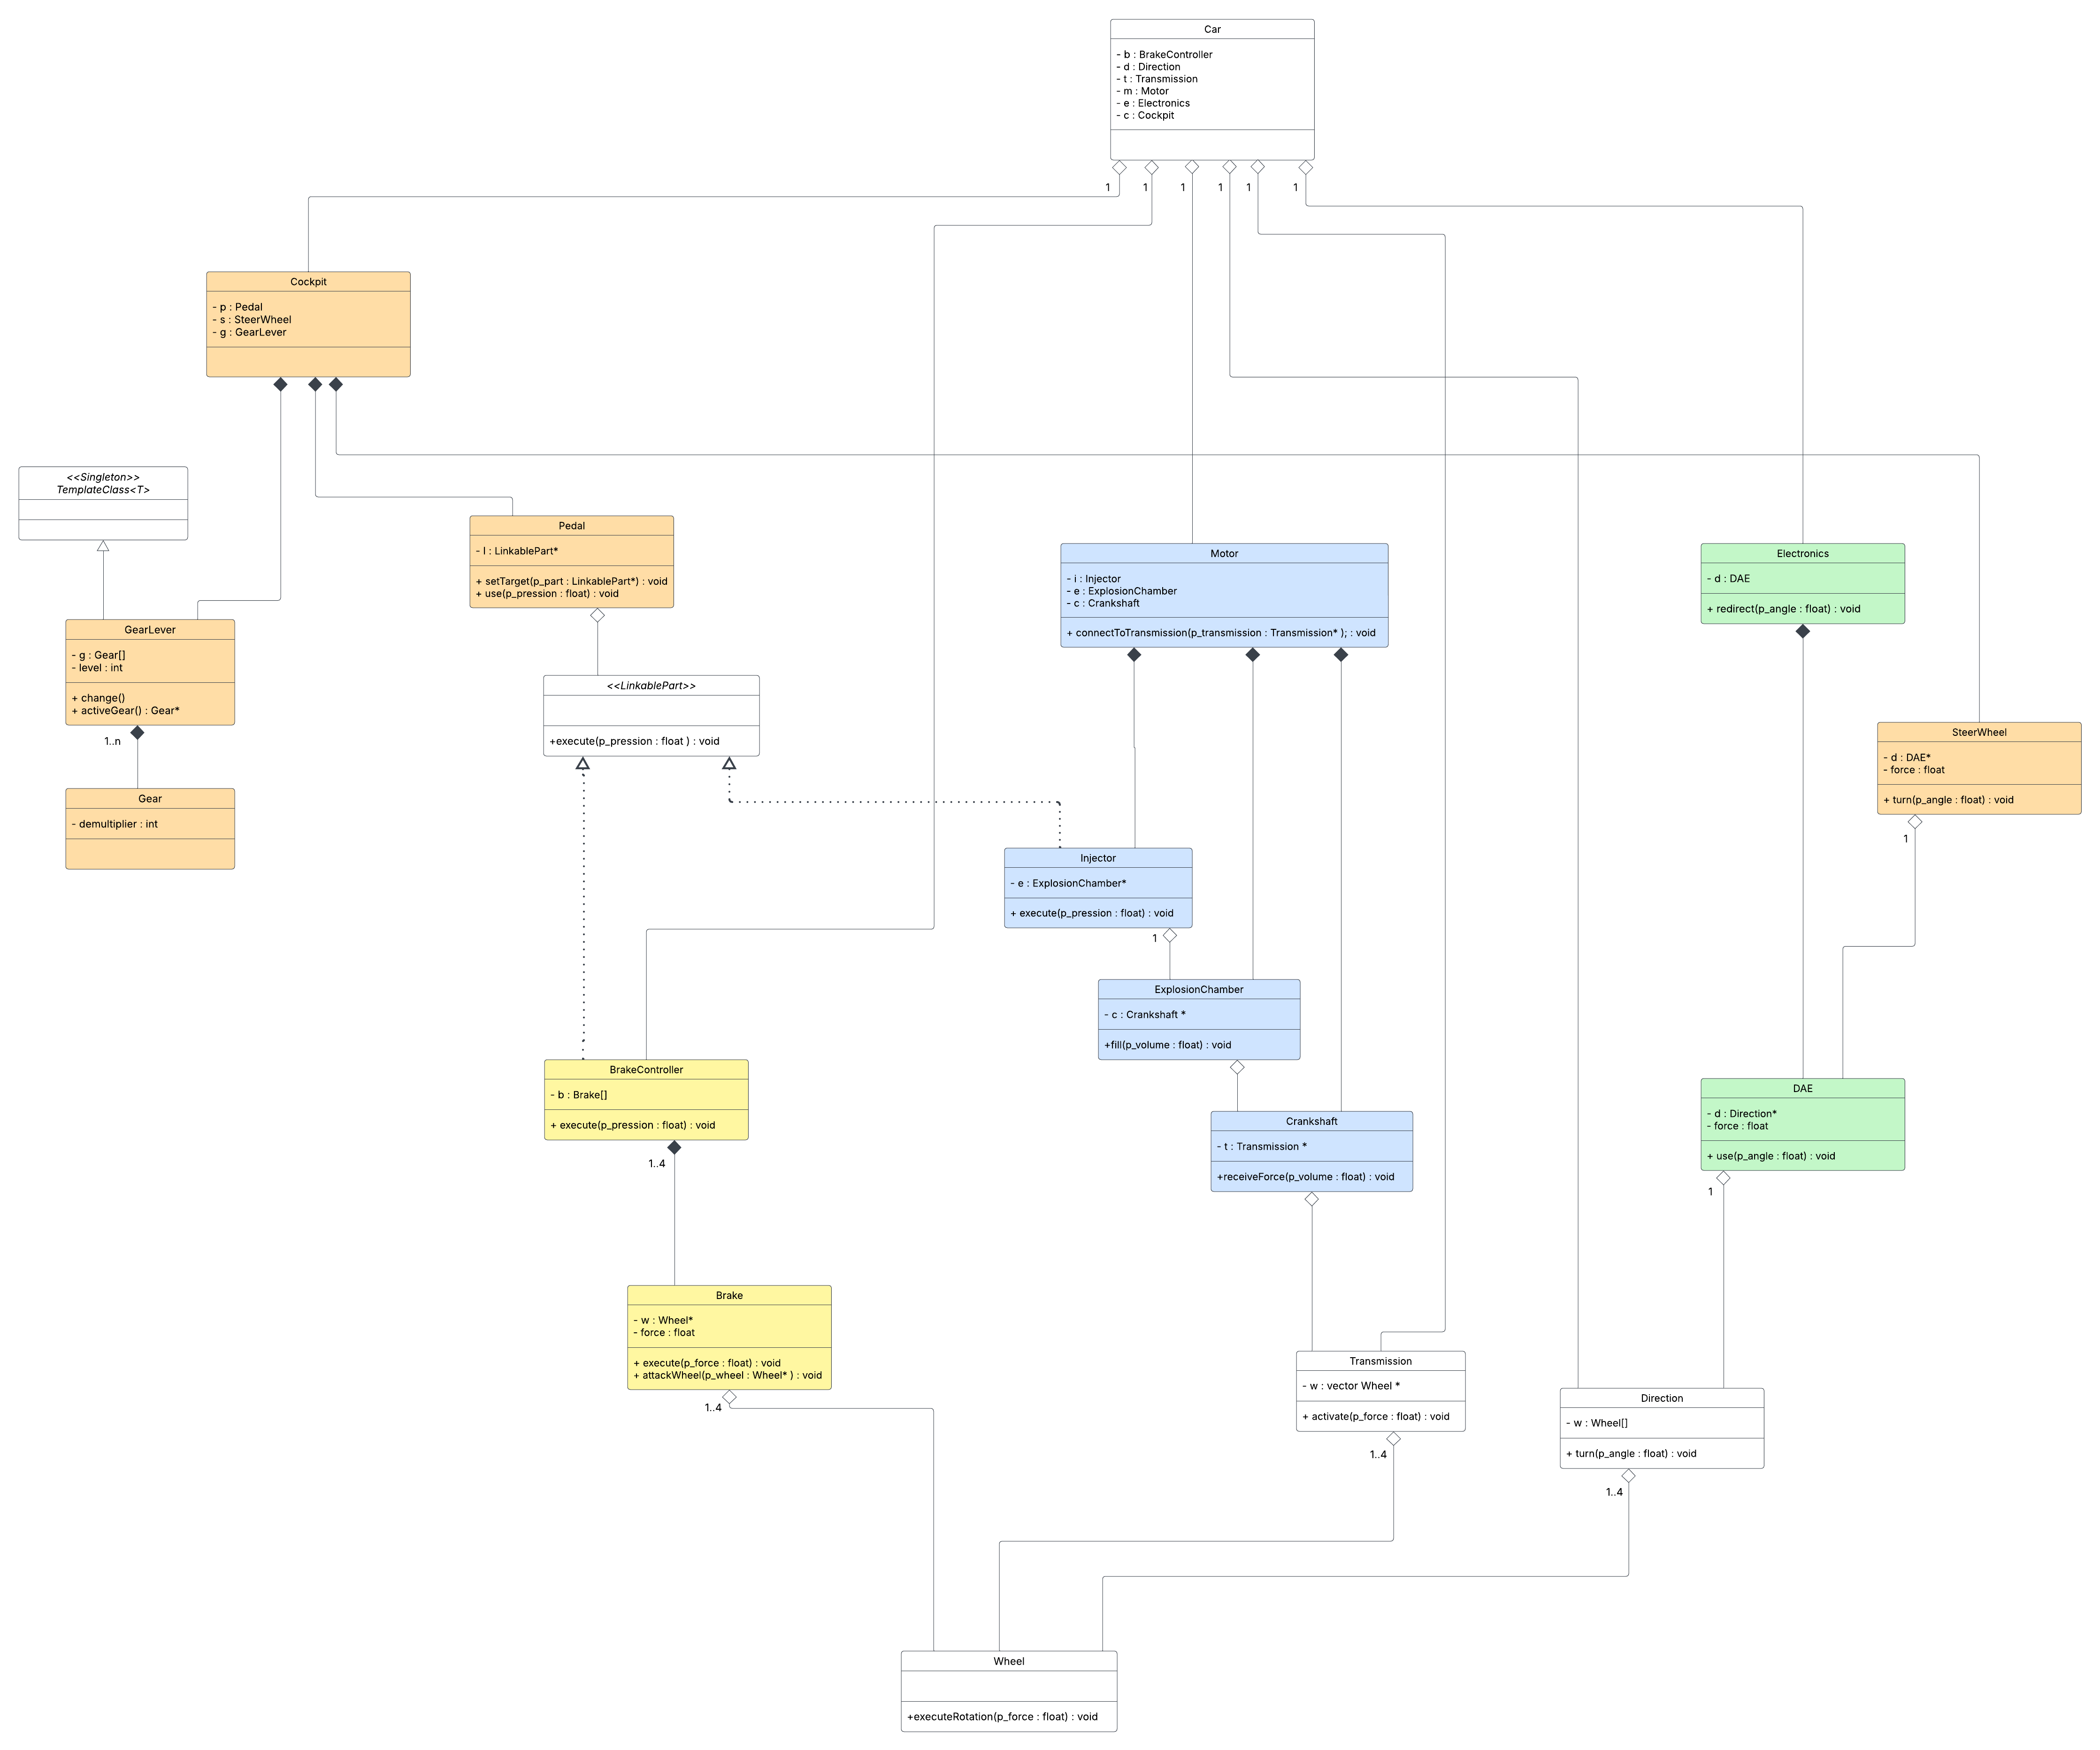 Car
- b : BrakeController
- d : Direction
- t : Transmission
- m : Motor
- e : Electronics
- c : Cockpit
1
1
1
1
1
1
Cockpit
- p : Pedal
- s : SteerWheel
- g : GearLever
<<Singleton>>
TemplateClass<T>
Pedal
- l : LinkablePart*
+ setTarget(p_part : LinkablePart*) : void
+ use(p_pression : float) : void
Motor
- i : Injector
- e : ExplosionChamber
- c : Crankshaft
+ connectToTransmission(p_transmission : Transmission* ); : void
Electronics
- d : DAE
+ redirect(p_angle : float) : void
GearLever
- g : Gear[]
- level : int
+ change()
+ activeGear() : Gear*
1..n
<<LinkablePart>>
+execute(p_pression : float ) : void
SteerWheel
- d : DAE*
- force : float
+ turn(p_angle : float) : void
1
Gear
- demultiplier : int
Injector
- e : ExplosionChamber*
+ execute(p_pression : float) : void
1
ExplosionChamber
- c : Crankshaft *
+fill(p_volume : float) : void
BrakeController
- b : Brake[]
+ execute(p_pression : float) : void
1..4
Crankshaft
- t : Transmission *
+receiveForce(p_volume : float) : void
DAE
- d : Direction*
- force : float
+ use(p_angle : float) : void
1
Brake
- w : Wheel*
- force : float
+ execute(p_force : float) : void
+ attackWheel(p_wheel : Wheel* ) : void
1..4
Transmission
- w : vector Wheel *
+ activate(p_force : float) : void
1..4
Direction
- w : Wheel[]
+ turn(p_angle : float) : void
1..4
Wheel
+executeRotation(p_force : float) : void